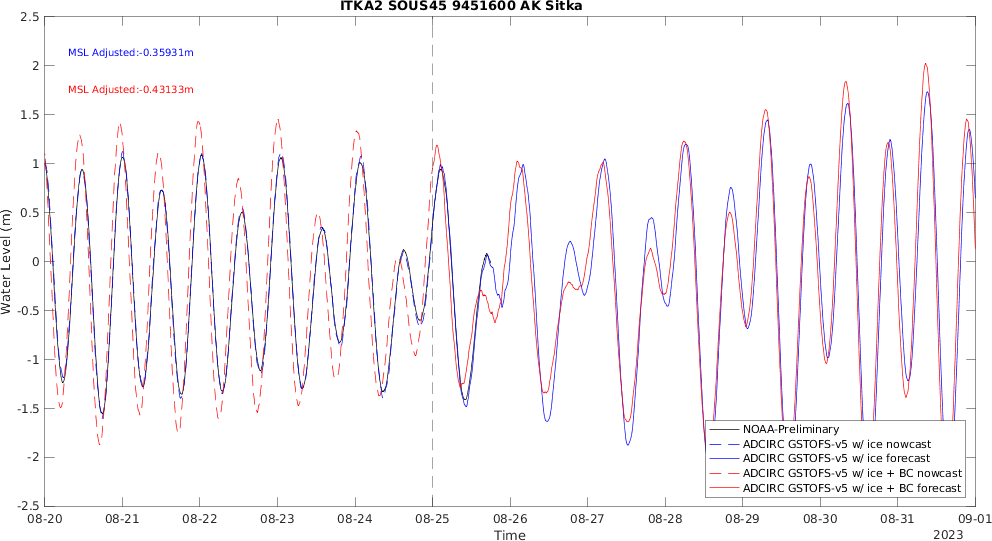 ITKA2 SOUS45 9451600 AK Sitka
MSL Adjusted:-0.35931m
MSL Adjusted:-0.43133m
Water Level (m)
2.5
2
1.5
1
0.5
0
-0.5
-1
-1.5
-2
-2.5
NOAA-Preliminary
ADCIRC GSTOFS-v5 w/ ice nowcast
ADCIRC GSTOFS-v5 w/ ice forecast
ADCIRC GSTOFS-v5 w/ ice + BC nowcast
ADCIRC GSTOFS-v5 w/ ice + BC forecast
08-20 08-21 08-22 08-23 08-24 08-25 08-26 08-27 08-28 08-29 08-30 08-31 09-01
Time
2023